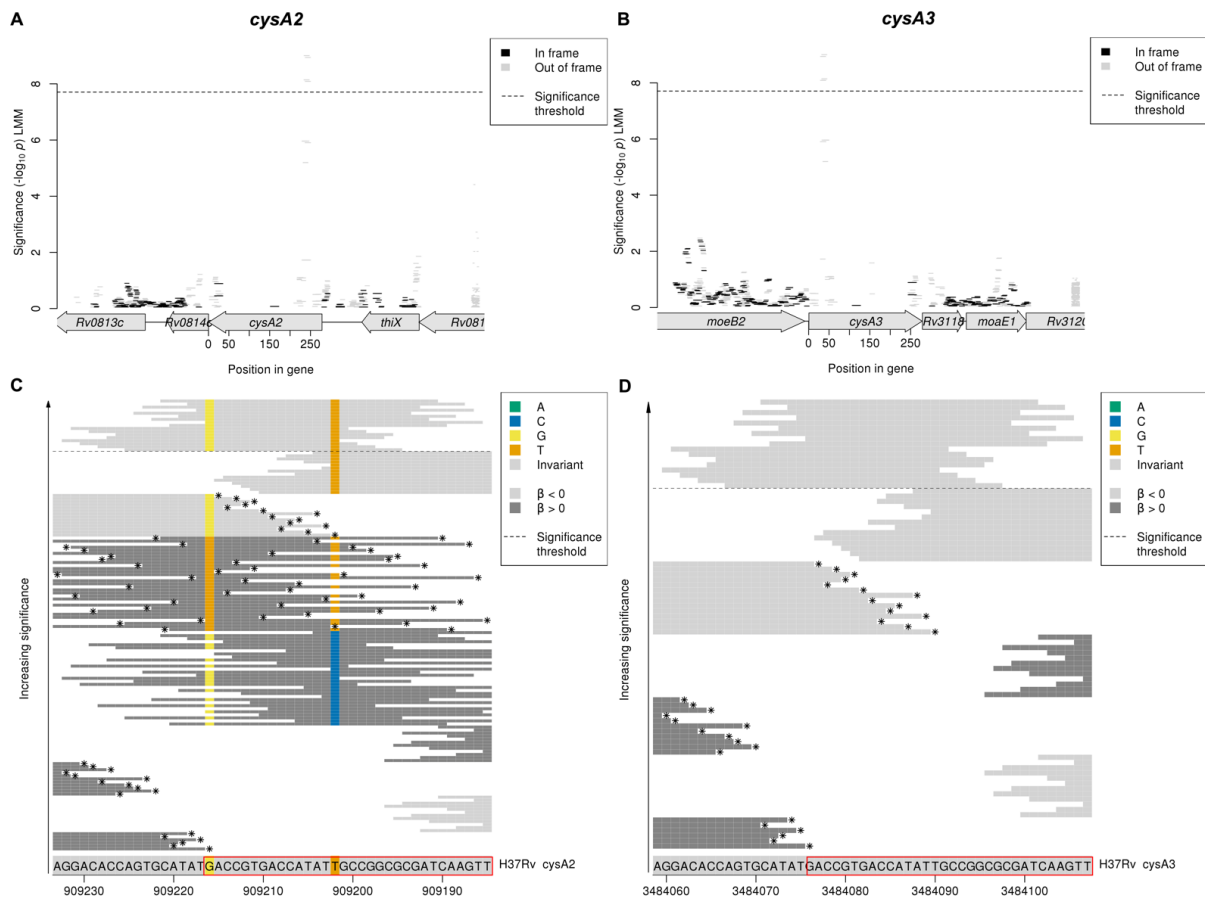 A
cysA2
In frame
Out of frame
Significance
threshold
Significance (-log10 p) LMM
8
6
4
2
0
Rv0813c
Rv0814c
cysA2
thiX
Rv081
0 50 150 250
Position in gene
B
cysA3
In frame
Out of frame
Significance
threshold
Significance (-log10 p) LMM
8
6
4
2
0
moeB2
cysA3
Rv3118
moaE1
Rv3120
0 50 150 250
Position in gene
C
A
C
G
T
Invariant
β < 0
β > 0
Significance
threshold
Increasing significance
AGGACACCAGTGCATATGACCGTGACCATATTGCCGGCGCGATCAAGTT H37Rv cysA2
909230 909220 909210 909200 909190
D
A
C
G
T
Invariant
β < 0
β > 0
Significance
threshold
Increasing significance
AGGACACCAGTGCATATGACCGTGACCATATTGCCGGCGCGATCAAGTT H37Rv cysA3
3484060 3484070 3484080 3484090 3484100